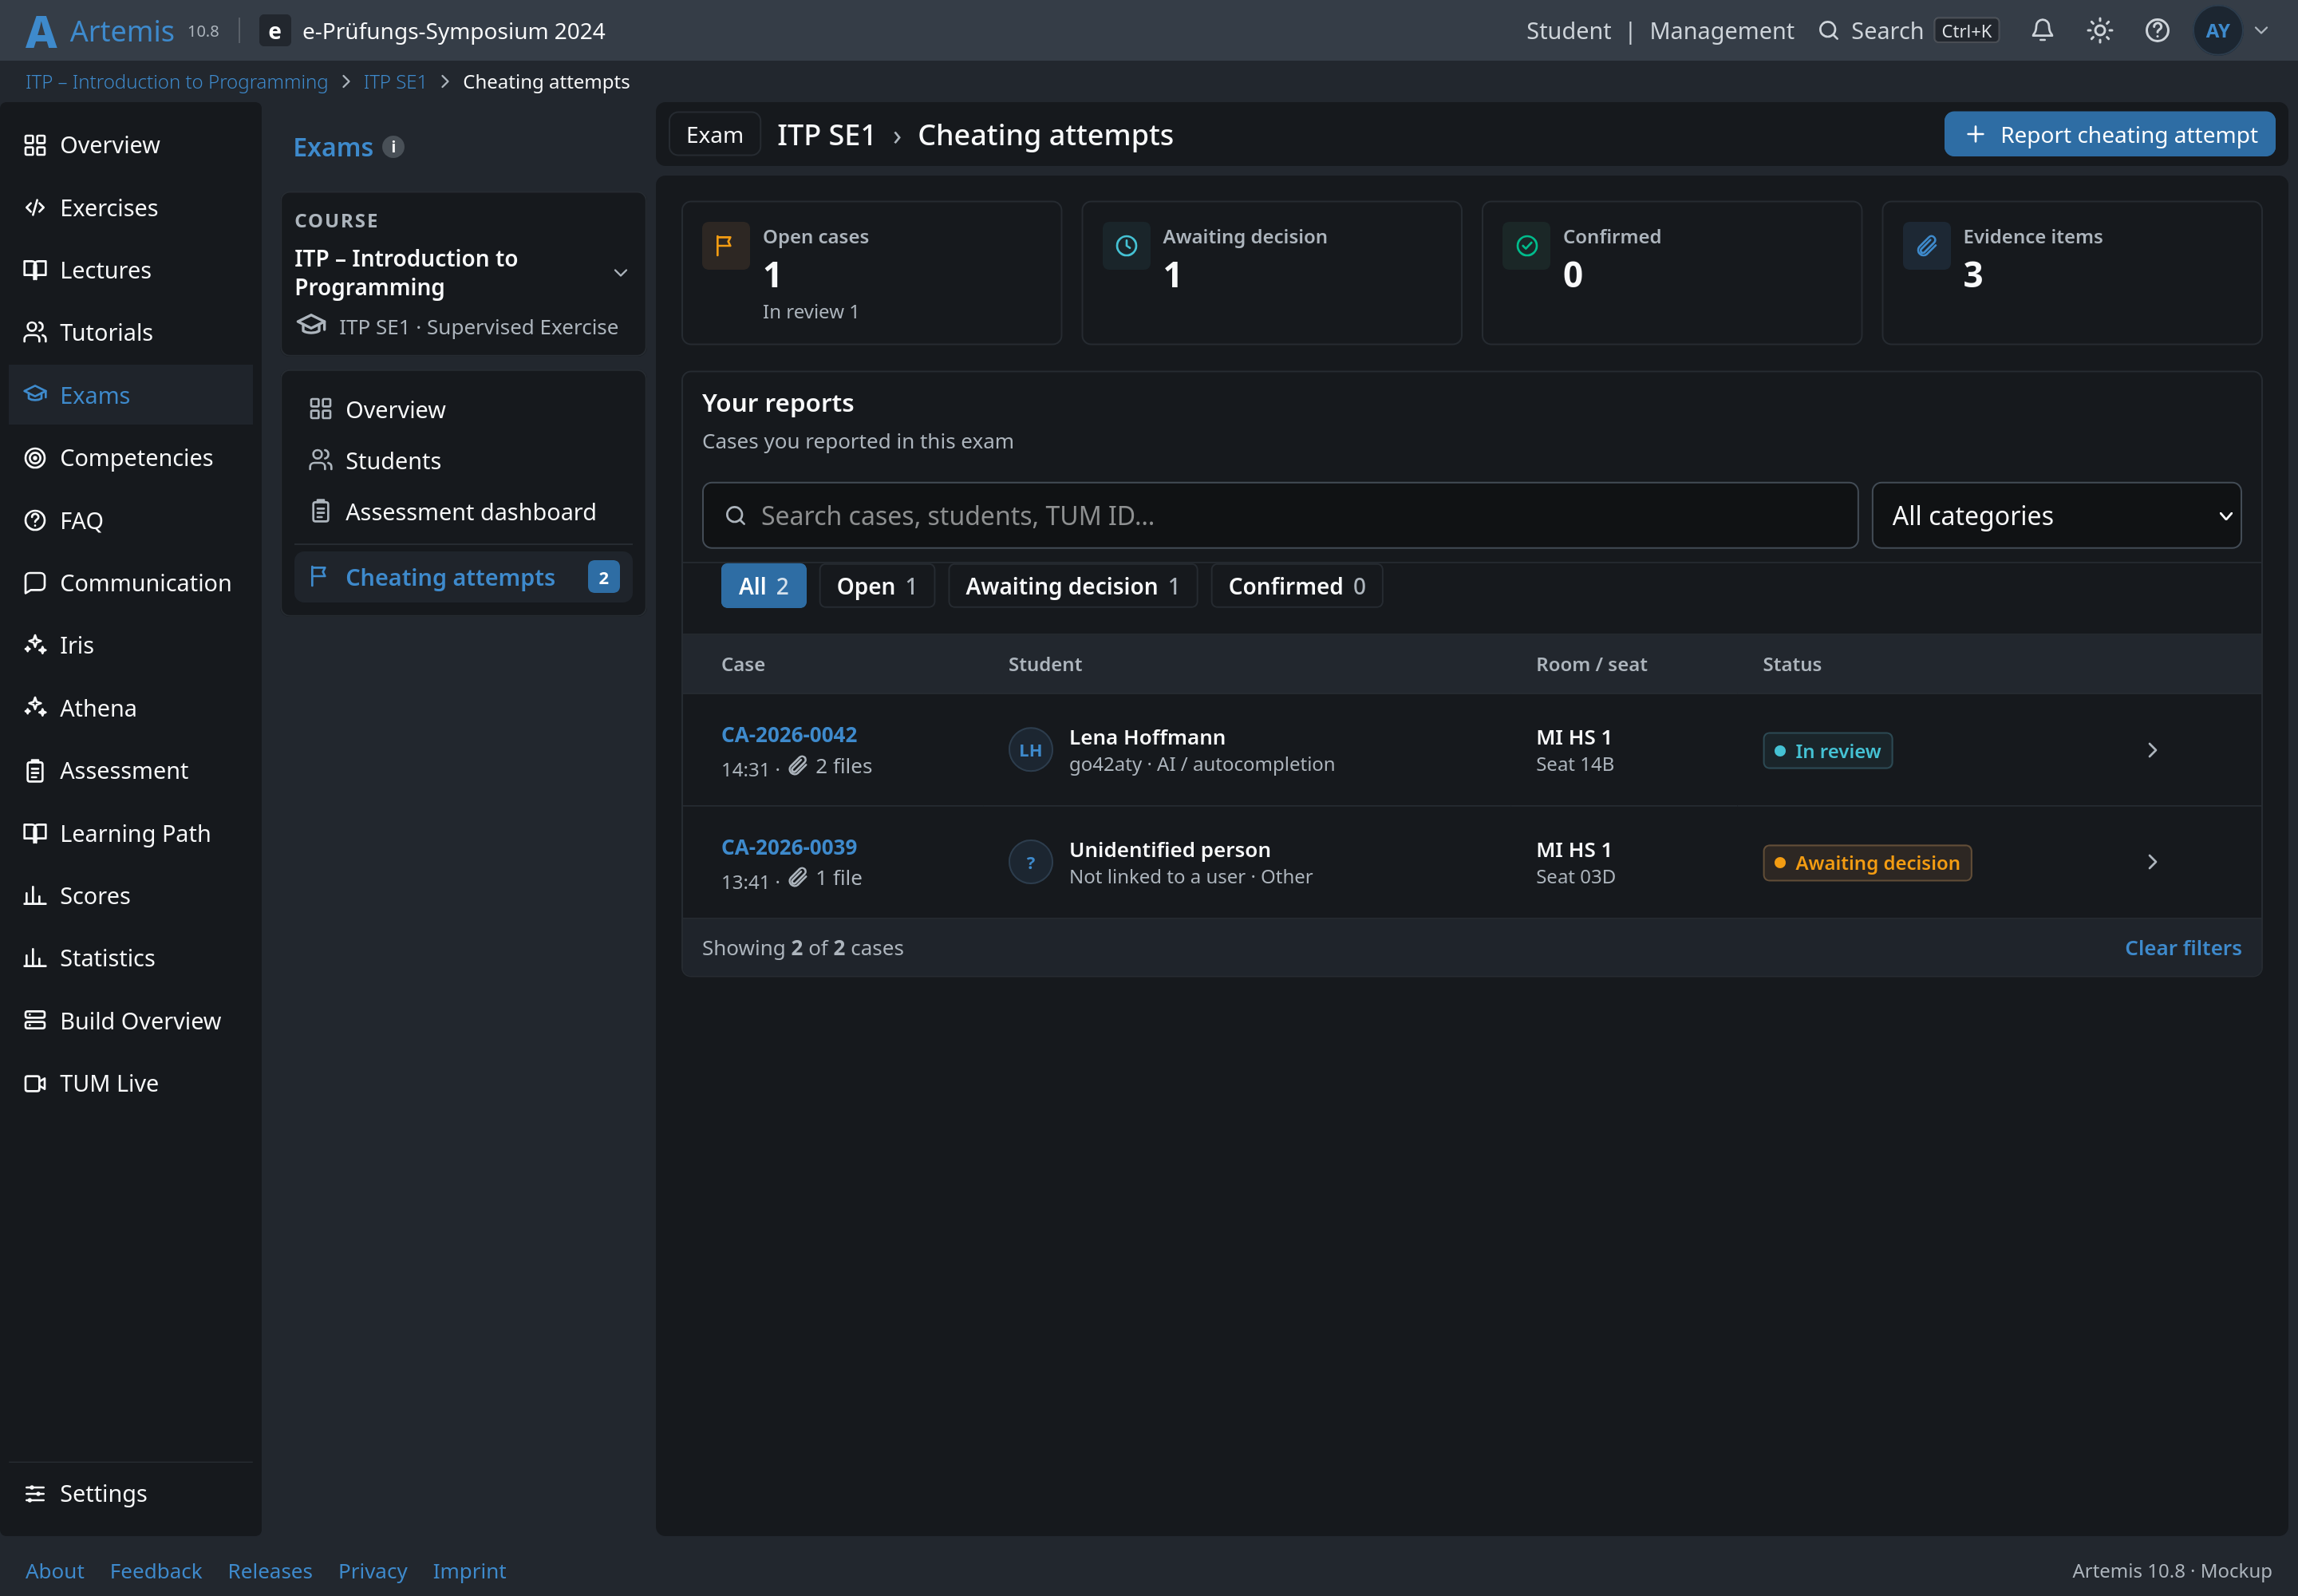 A Artemis 10.8 e e-Prüfungs-Symposium 2024 Student | Management Search Ctrl+K AY
ITP – Introduction to Programming > ITP SE1 > Cheating attempts
Overview
Exercises
Lectures
Tutorials
Exams
Competencies
FAQ
Communication
Iris
Athena
Assessment
Learning Path
Scores
Statistics
Build Overview
TUM Live
Settings
Exams i
COURSE
ITP – Introduction to
Programming
ITP SE1 · Supervised Exercise
Overview
Students
Assessment dashboard
Cheating attempts 2
Exam ITP SE1 › Cheating attempts
+ Report cheating attempt
Open cases
1
In review 1
Awaiting decision
1
Confirmed
0
Evidence items
3
Your reports
Cases you reported in this exam
Search cases, students, TUM ID...
All categories
All 2 Open 1 Awaiting decision 1 Confirmed 0
Case Student Room / seat Status
CA-2026-0042 LH Lena Hoffmann MI HS 1 In review
14:31 · 2 files go42aty · AI / autocompletion Seat 14B
CA-2026-0039 ? Unidentified person MI HS 1 Awaiting decision
13:41 · 1 file Not linked to a user · Other Seat 03D
Showing 2 of 2 cases Clear filters
About Feedback Releases Privacy Imprint Artemis 10.8 · Mockup